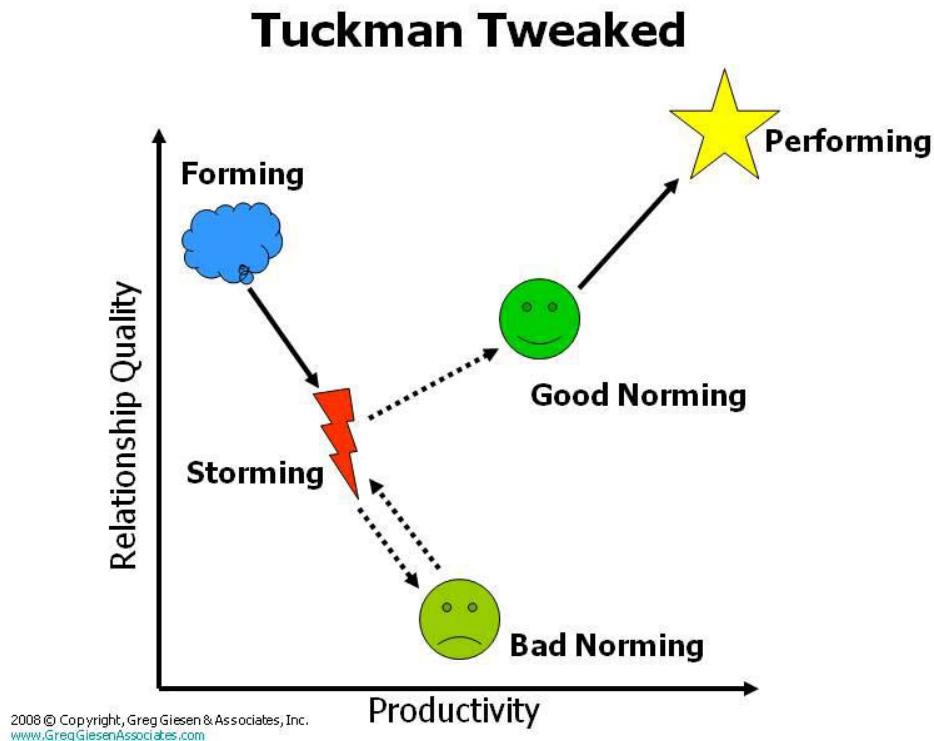 Tuckman Tweaked
Performing
Forming
Relationship Quality
Good Norming
Storming
Bad Norming
Productivity
2008 © Copyright, Greg Giesen & Associates, Inc.
www.GregGiesenAssociates.com